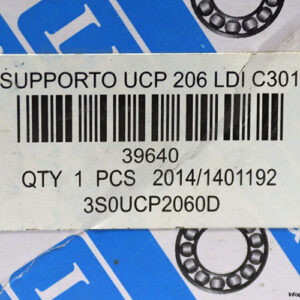 SUPPORTO UCP 206 LDI C301
39640
QTY 1 PCS 2014/1401192
3S0UCP2060D